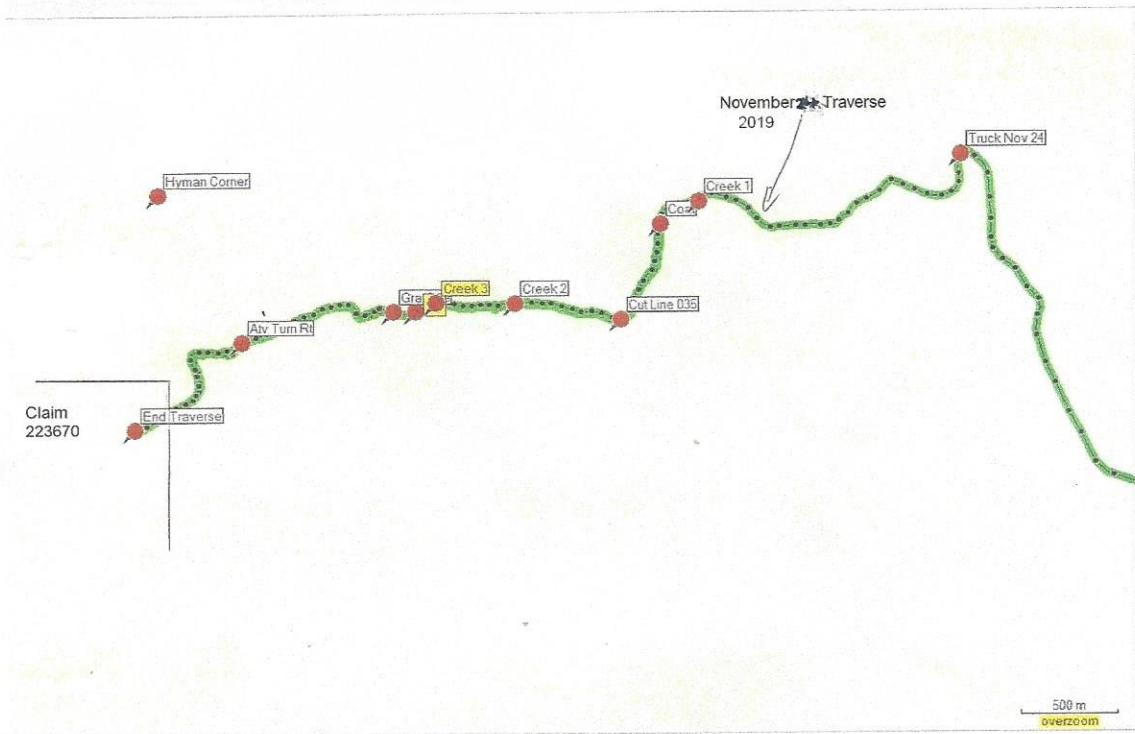 November Traverse
2019
Truck Nov 24
Hyman Corner
Creek 1
Creek 3
Creek 2
Cut Line 035
Atv Turn Rt
Claim
223670
End Traverse
500 m
overzoom